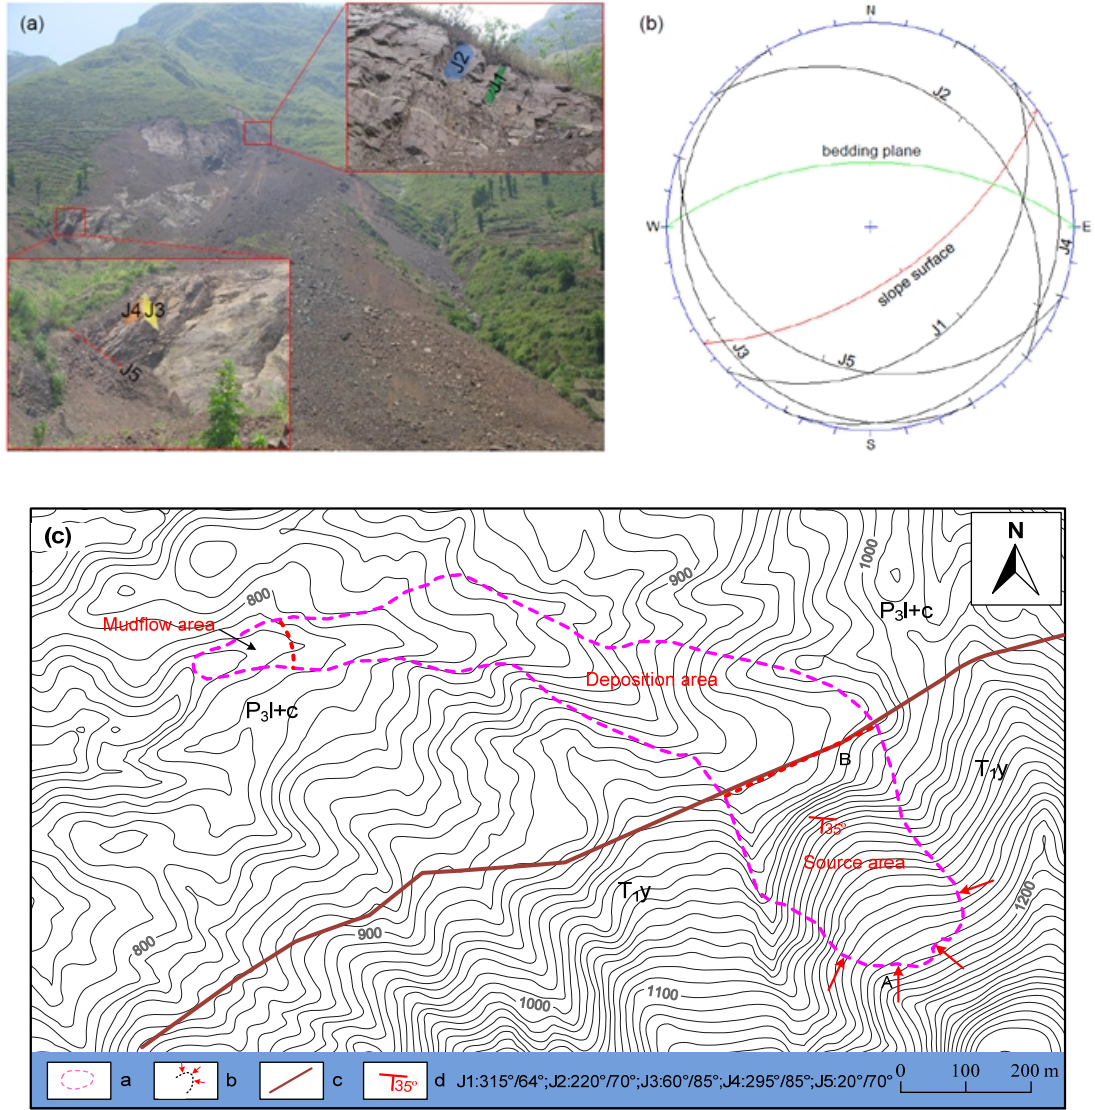 (a)
J2
J1
J4
J3
J5
(b)
N
J2
bedding plane
W
E
J4
slope surface
J1
J3
J5
S
(c)
N
1000
900
800
P₃l+c
Mudflow area
Deposition area
P₃l+c
B
T₁y
35°
Source area
T₁y
1200
900
800
A
1100
1000
a
b
c
35°
d
J1:315°/64°;J2:220°/70°;J3:60°/85°;J4:295°/85°;J5:20°/70°
0 100 200 m